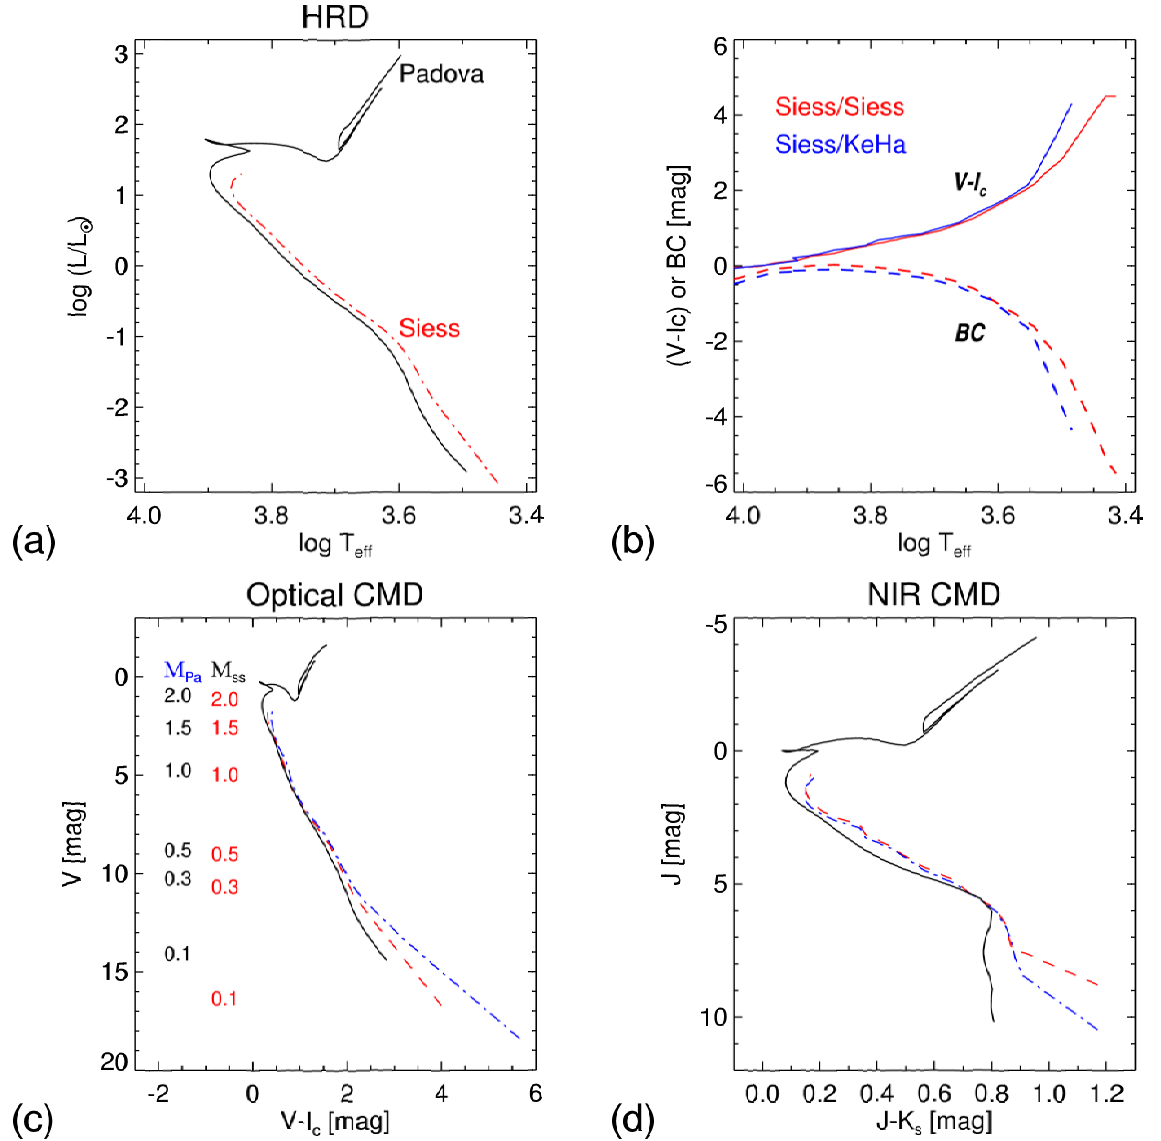 HRD
3
2
1
0
-1
-2
-3
log (L/L☉)
Padova
Siess
4.0 3.8 3.6 3.4
log Teff
(a)
6
4
2
0
-2
-4
-6
(V-Ic) or BC [mag]
Siess/Siess
Siess/KeHa
V-Ic
BC
4.0 3.8 3.6 3.4
log Teff
(b)
Optical CMD
0
5
10
15
20
V [mag]
MPa Mss
2.0 2.0
1.5 1.5
1.0 1.0
0.5 0.5
0.3 0.3
0.1
0.1
-2 0 2 4 6
V-Ic [mag]
(c)
NIR CMD
-5
0
5
10
J [mag]
0.0 0.2 0.4 0.6 0.8 1.0 1.2
J-Ks [mag]
(d)